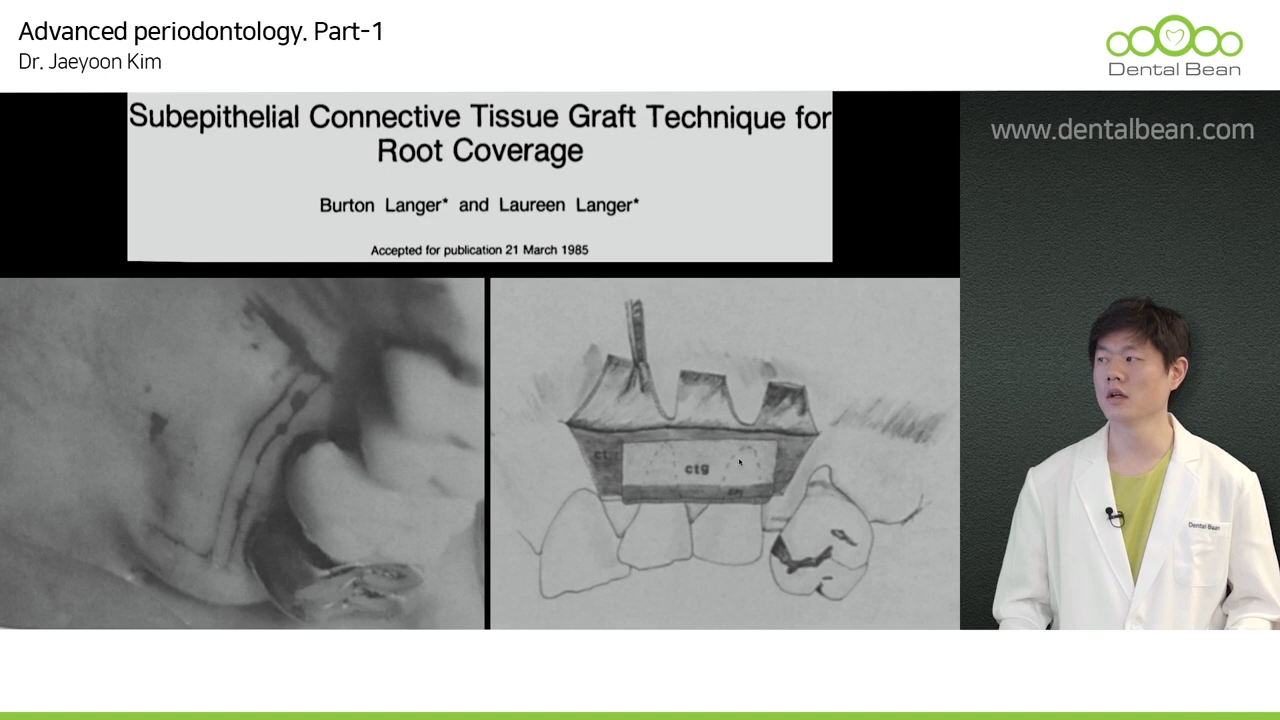 Advanced periodontology. Part-1
Dr. Jaeyoon Kim
Dental Bean
www.dentalbean.com
Subepithelial Connective Tissue Graft Technique for
Root Coverage
Burton Langer* and Laureen Langer*
Accepted for publication 21 March 1985
ctg
Dental Bean